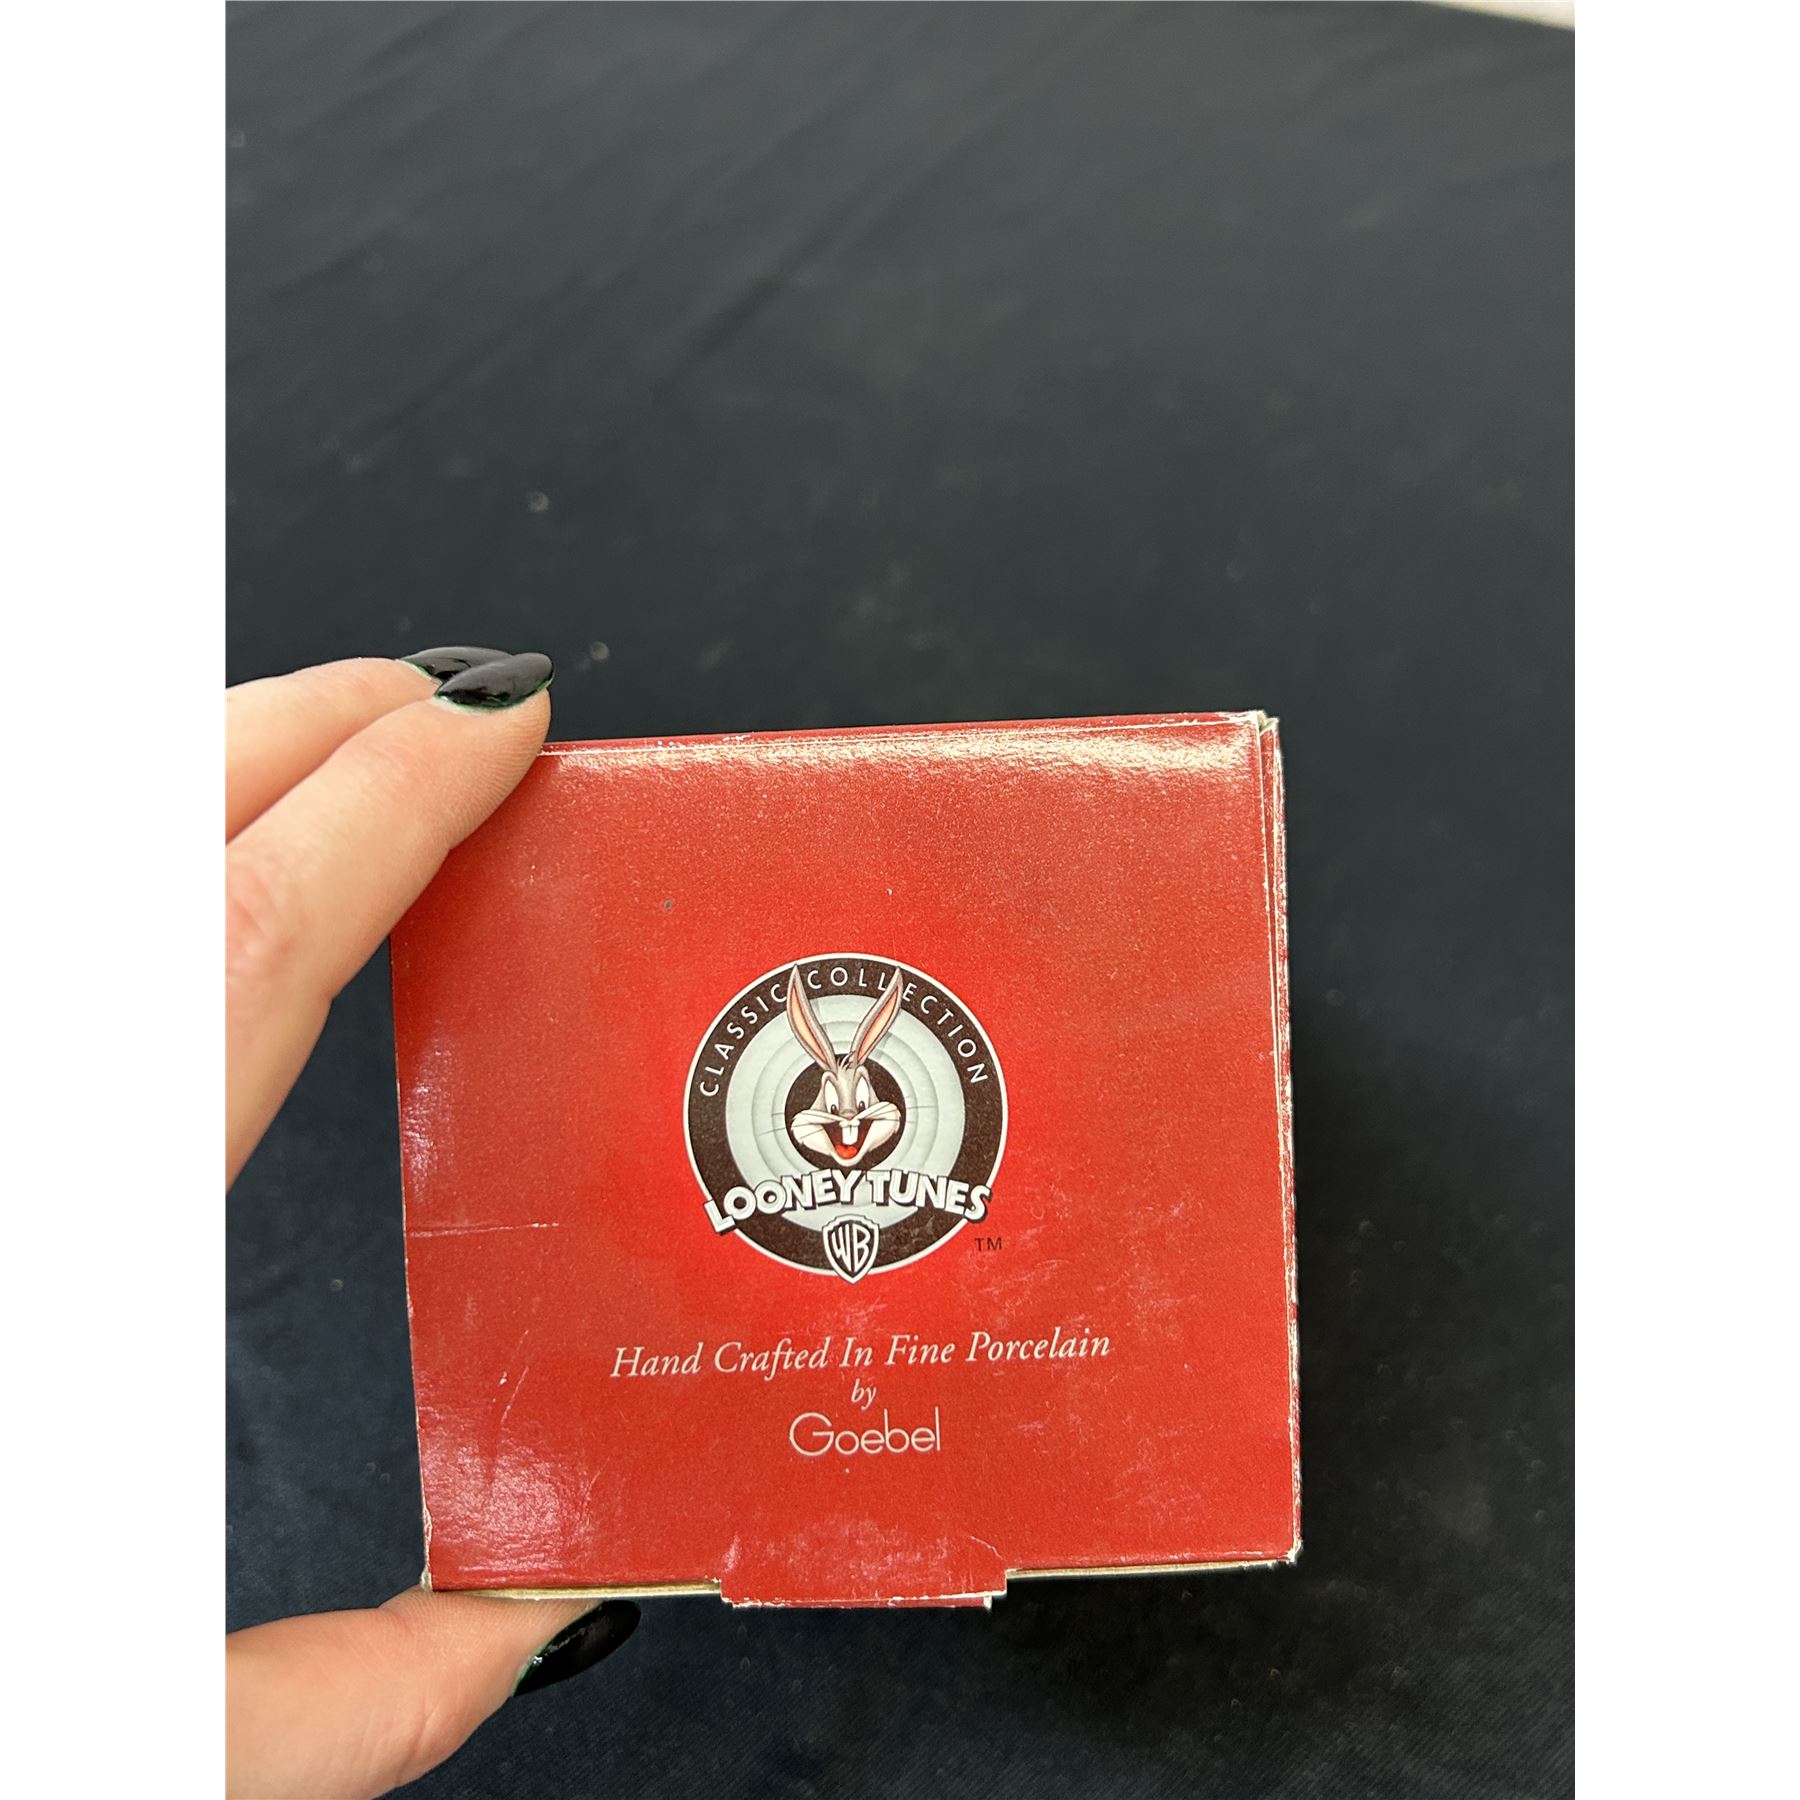 CLASSIC COLLECTION
LOONEY TUNES
WB
TM
Hand Crafted In Fine Porcelain
by
Goebel